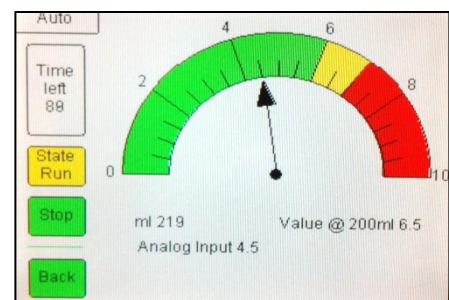 Auto
Time
left
89
State
Run
Stop
Back
0
2
4
6
8
10
ml 219
Value @ 200ml 6.5
Analog Input 4.5